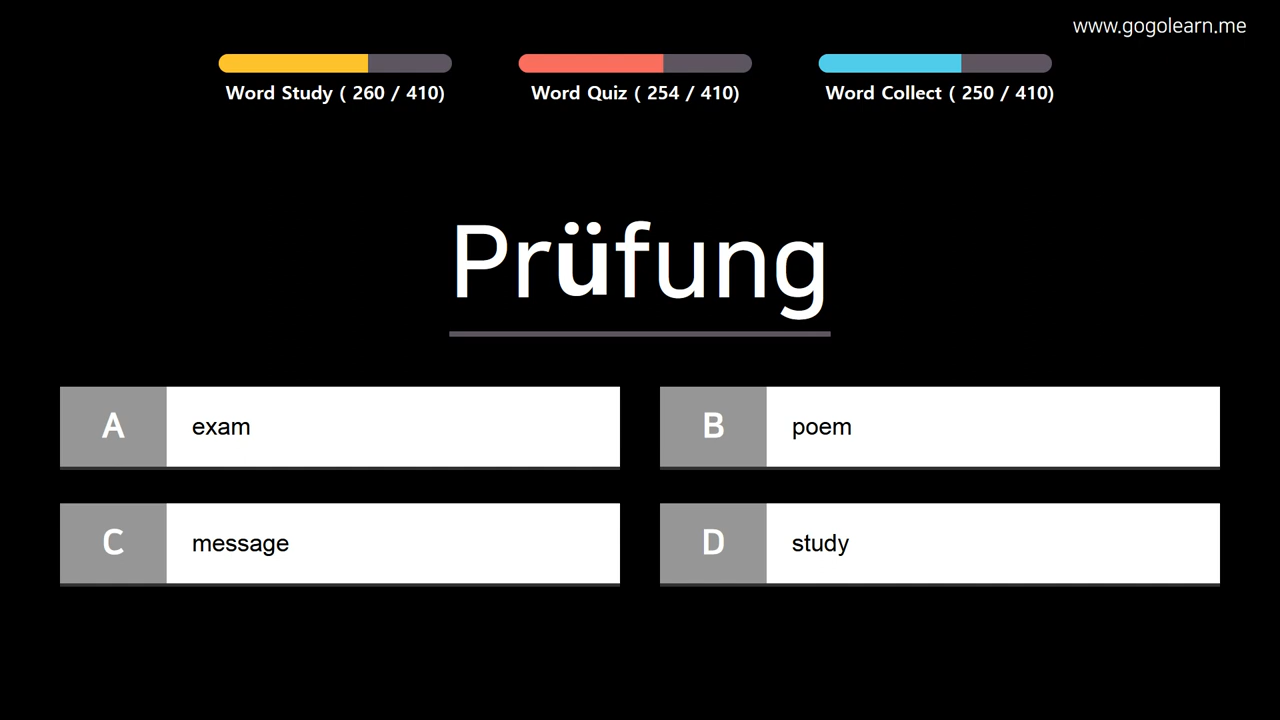 www.gogolearn.me
Word Study ( 260 / 410)
Word Quiz ( 254 / 410)
Word Collect ( 250 / 410)
Prüfung
A exam
B poem
C message
D study